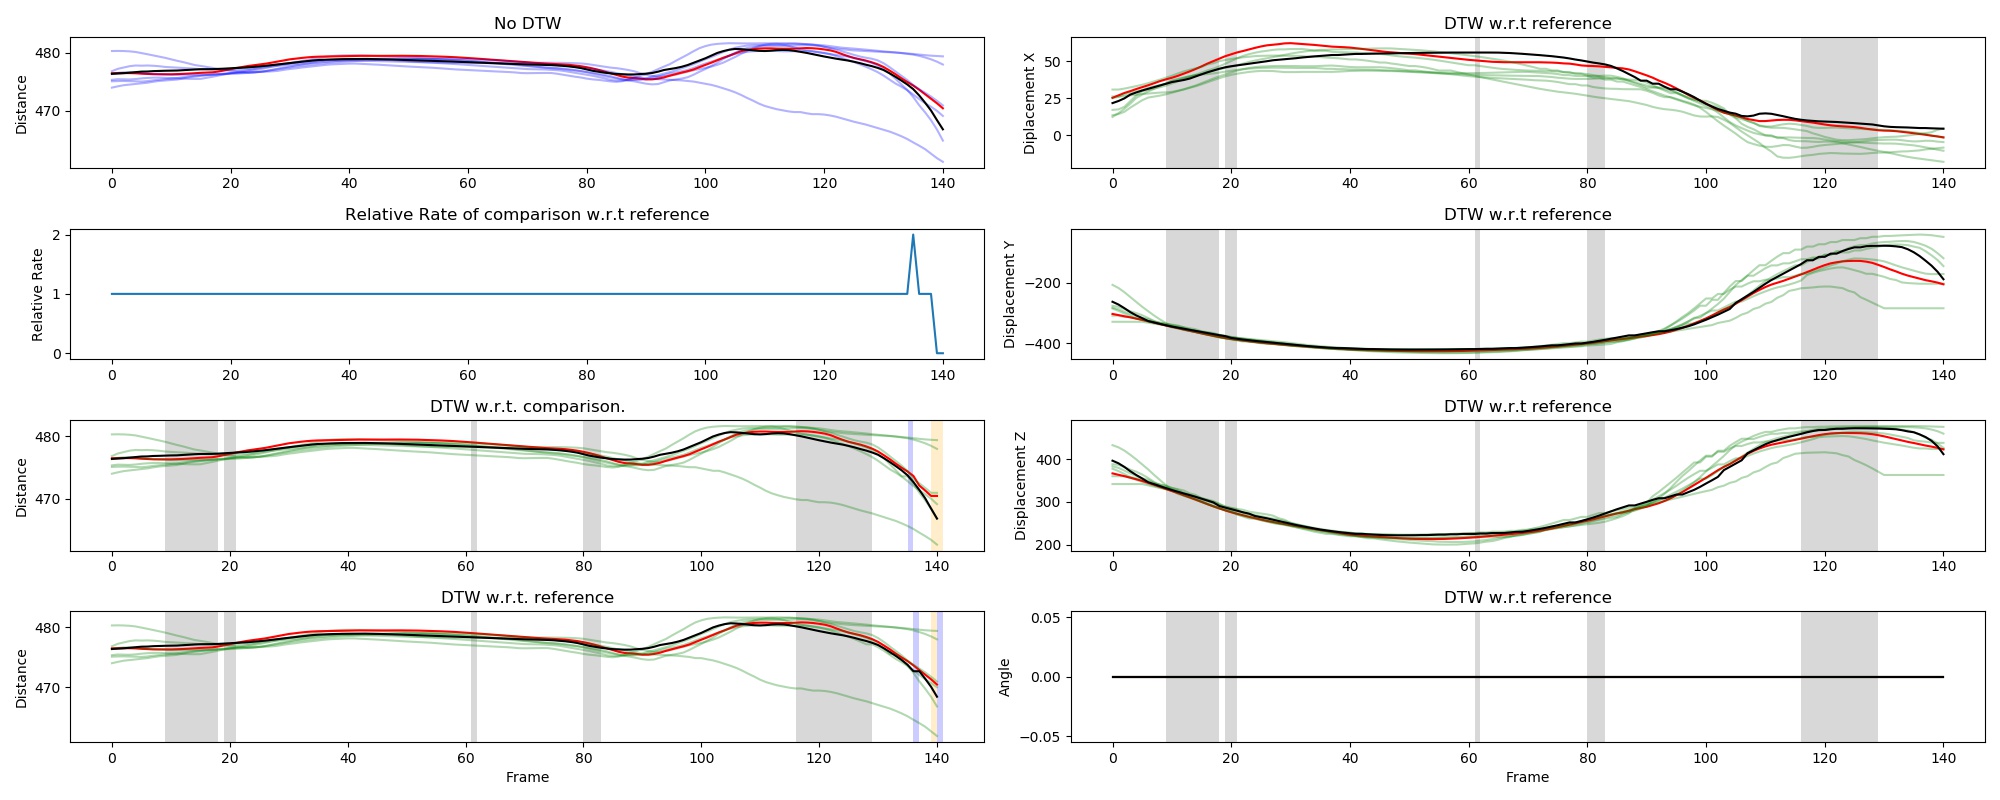 No DTW
480
470
Distance
0 20 40 60 80 100 120 140
Relative Rate of comparison w.r.t reference
2
1
0
Relative Rate
0 20 40 60 80 100 120 140
DTW w.r.t. comparison.
480
470
Distance
0 20 40 60 80 100 120 140
DTW w.r.t. reference
480
470
Distance
0 20 40 60 80 100 120 140
Frame
DTW w.r.t reference
50
25
0
Diplacement X
0 20 40 60 80 100 120 140
DTW w.r.t reference
−200
−400
Displacement Y
0 20 40 60 80 100 120 140
DTW w.r.t reference
400
300
200
Displacement Z
0 20 40 60 80 100 120 140
DTW w.r.t reference
0.05
0.00
−0.05
Angle
0 20 40 60 80 100 120 140
Frame